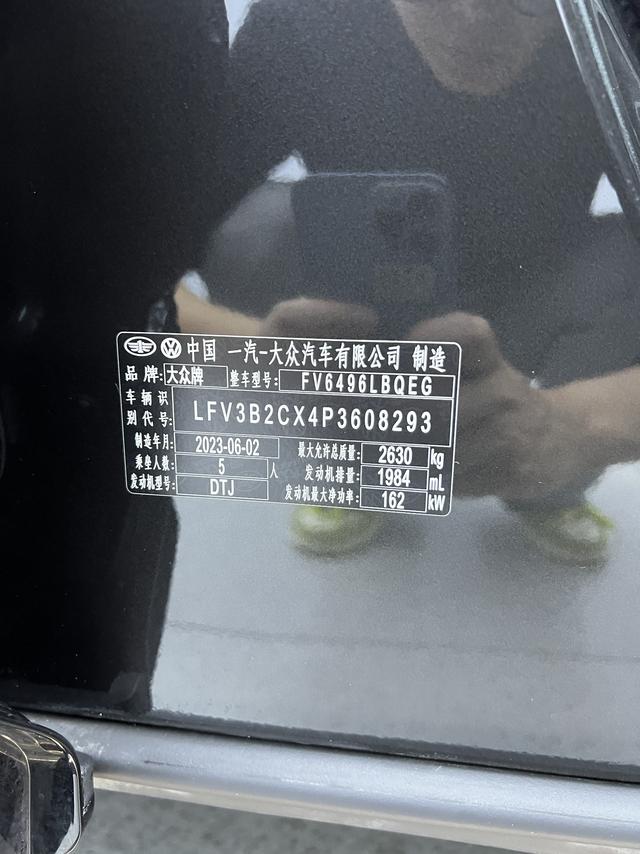 中国 一汽-大众汽车有限公司 制造
品牌: 大众牌 整车型号: FV6496LBQEG
车辆识别代号: LFV3B2CX4P3608293
制造年月: 2023-06-02 最大允许总质量: 2630 kg
乘坐人数: 5 人 发动机排量: 1984 mL
发动机型号: DTJ 发动机最大净功率: 162 kW